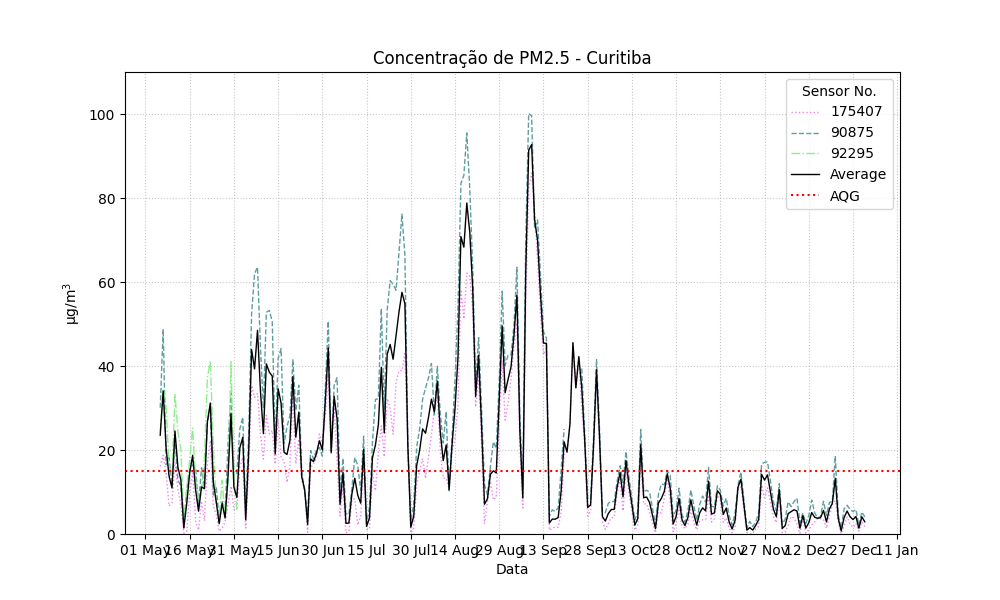 Concentração de PM2.5 - Curitiba
Sensor No.
175407
90875
92295
Average
AQG
100
80
60
40
20
0
µg/m³
01 May 16 May 31 May 15 Jun 30 Jun 15 Jul 30 Jul 14 Aug 29 Aug 13 Sep 28 Sep 13 Oct 28 Oct 12 Nov 27 Nov 12 Dec 27 Dec 11 Jan
Data